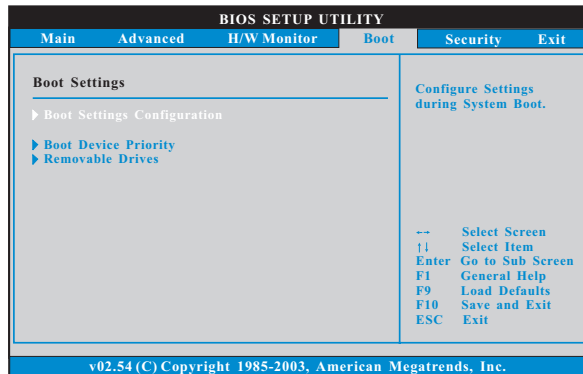 BIOS SETUP UTILITY
Main Advanced H/W Monitor Boot Security Exit
Boot Settings
Boot Settings Configuration
Boot Device Priority
Removable Drives
Configure Settings
during System Boot.
←→ Select Screen
↑↓ Select Item
Enter Go to Sub Screen
F1 General Help
F9 Load Defaults
F10 Save and Exit
ESC Exit
v02.54 (C) Copyright 1985-2003, American Megatrends, Inc.